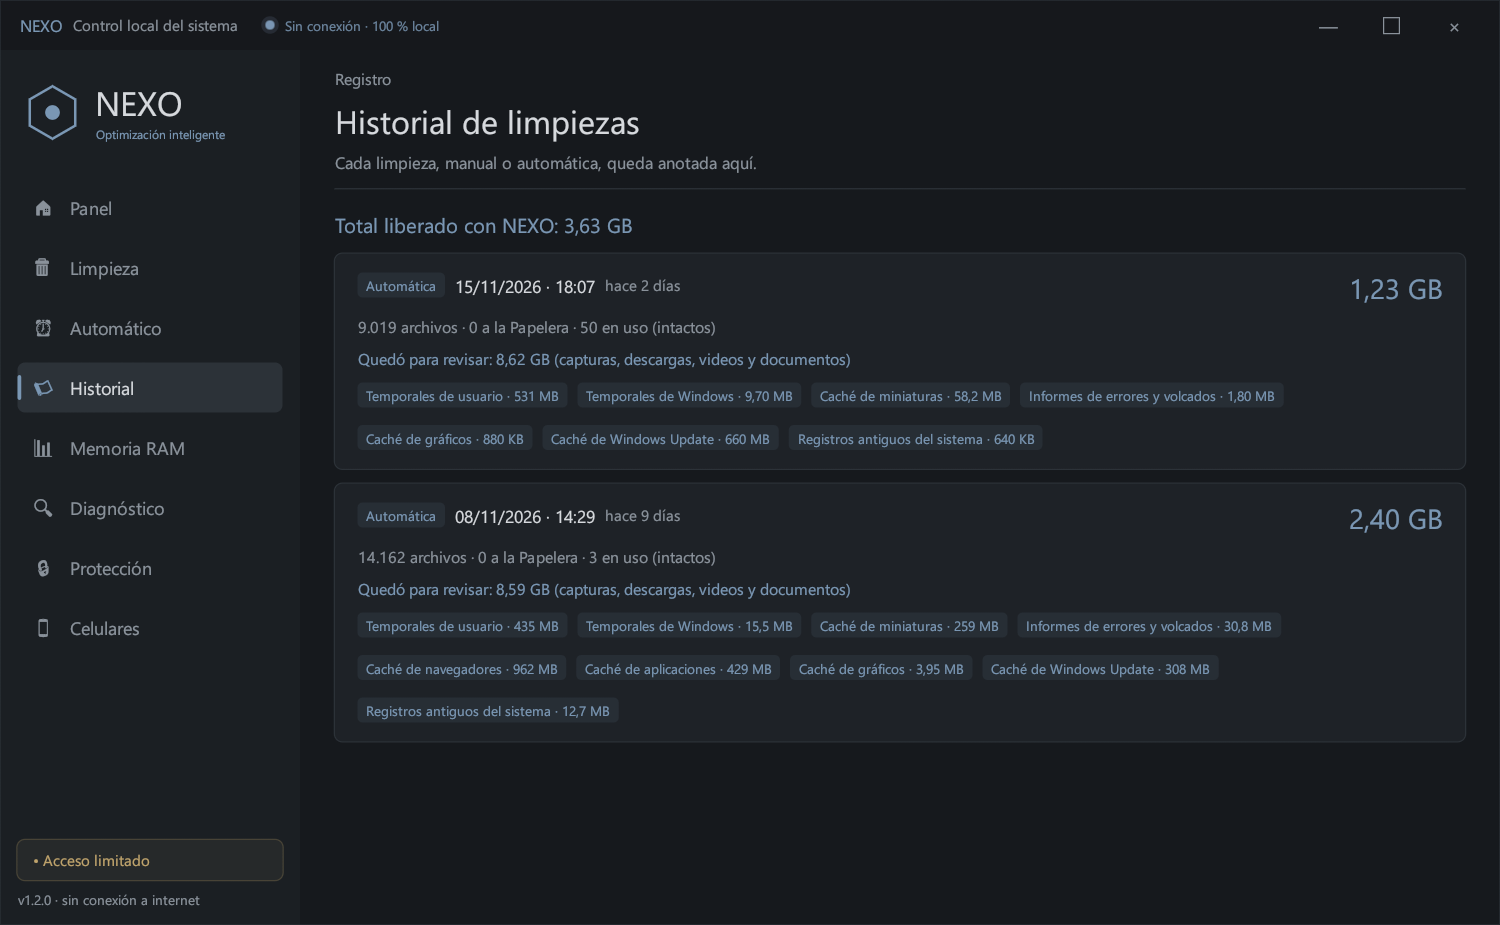 NEXO Control local del sistema Sin conexión · 100 % local
NEXO
Optimización inteligente
Panel
Limpieza
Automático
Historial
Memoria RAM
Diagnóstico
Protección
Celulares
• Acceso limitado
v1.2.0 · sin conexión a internet
Registro
Historial de limpiezas
Cada limpieza, manual o automática, queda anotada aquí.
Total liberado con NEXO: 3,63 GB
Automática 15/11/2026 · 18:07 hace 2 días 1,23 GB
9.019 archivos · 0 a la Papelera · 50 en uso (intactos)
Quedó para revisar: 8,62 GB (capturas, descargas, videos y documentos)
Temporales de usuario · 531 MB Temporales de Windows · 9,70 MB Caché de miniaturas · 58,2 MB Informes de errores y volcados · 1,80 MB
Caché de gráficos · 880 KB Caché de Windows Update · 660 MB Registros antiguos del sistema · 640 KB
Automática 08/11/2026 · 14:29 hace 9 días 2,40 GB
14.162 archivos · 0 a la Papelera · 3 en uso (intactos)
Quedó para revisar: 8,59 GB (capturas, descargas, videos y documentos)
Temporales de usuario · 435 MB Temporales de Windows · 15,5 MB Caché de miniaturas · 259 MB Informes de errores y volcados · 30,8 MB
Caché de navegadores · 962 MB Caché de aplicaciones · 429 MB Caché de gráficos · 3,95 MB Caché de Windows Update · 308 MB
Registros antiguos del sistema · 12,7 MB